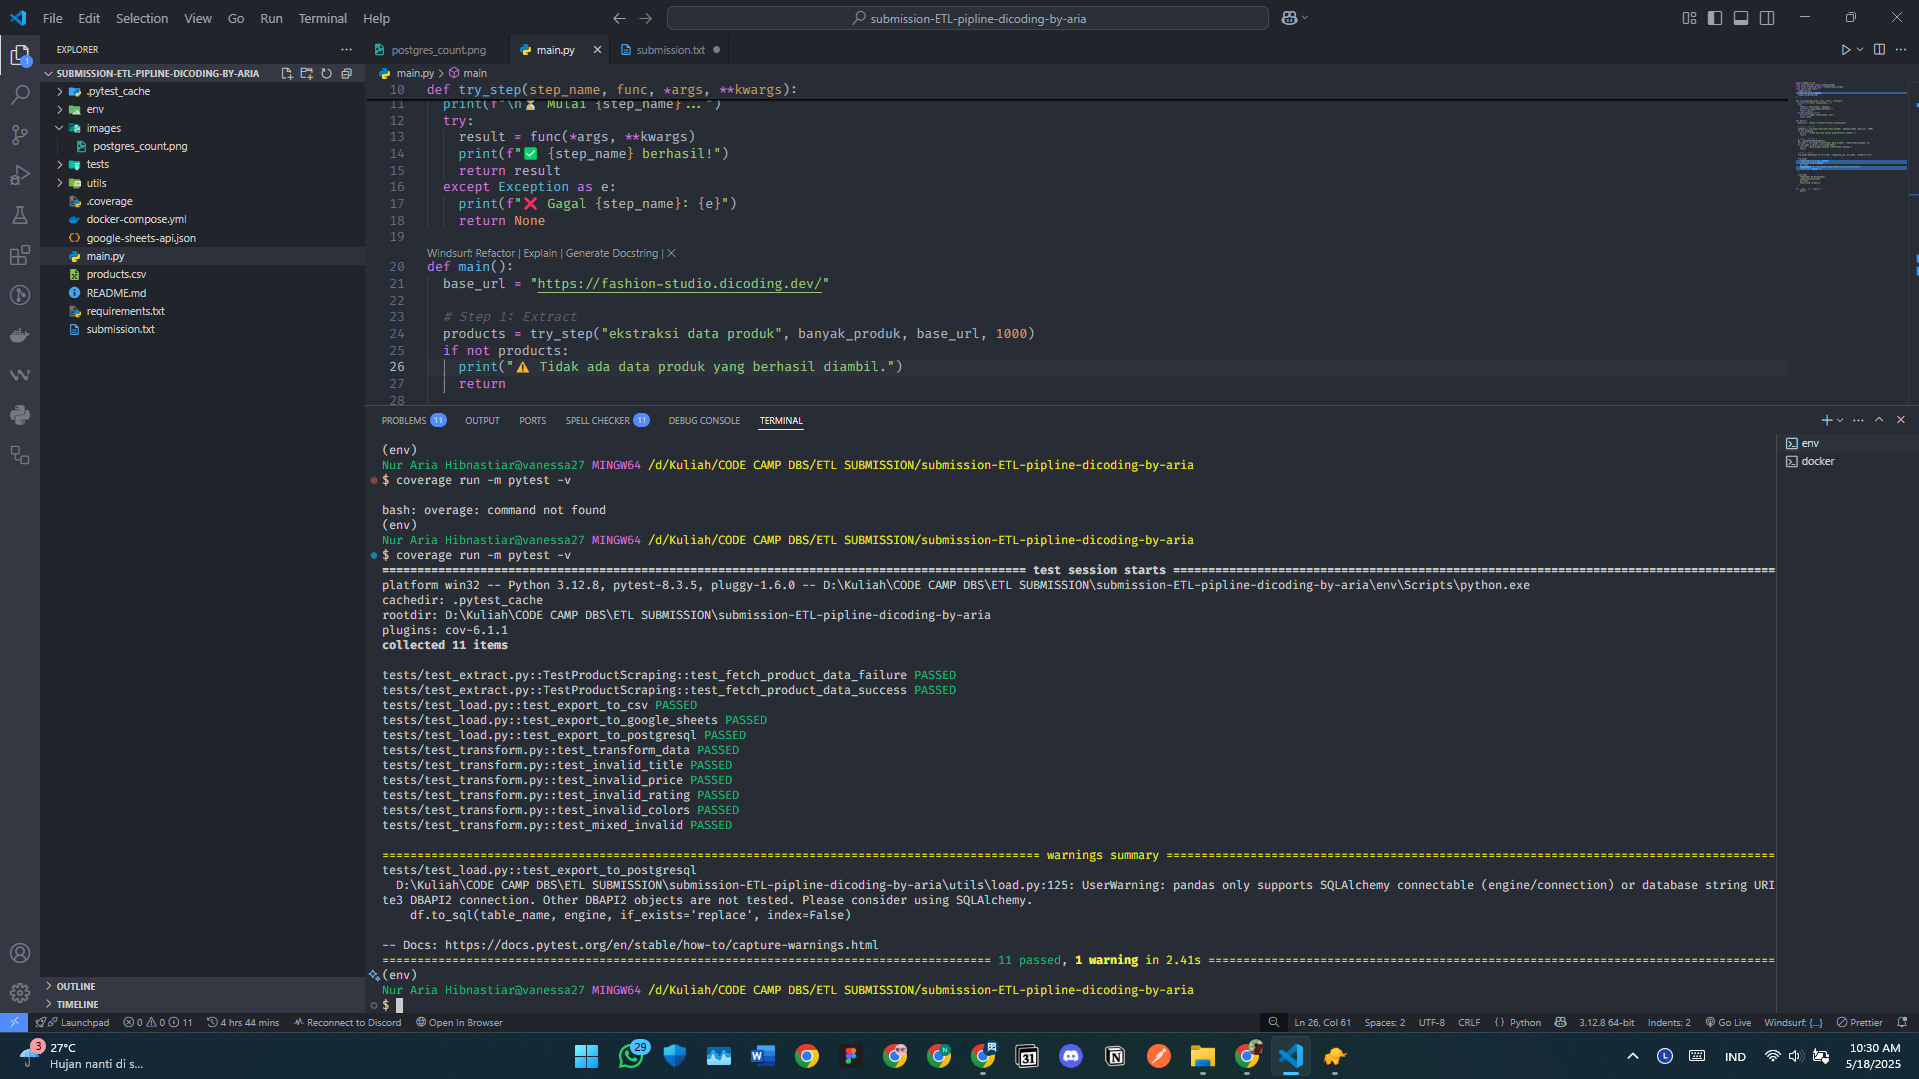 File Edit Selection View Go Run Terminal Help
submission-ETL-pipline-dicoding-by-aria
EXPLORER
SUBMISSION-ETL-PIPLINE-DICODING-BY-ARIA
.pytest_cache
env
images
postgres_count.png
tests
utils
.coverage
docker-compose.yml
google-sheets-api.json
main.py
products.csv
README.md
requirements.txt
submission.txt
OUTLINE
TIMELINE
postgres_count.png main.py submission.txt
main.py > main
10 def try_step(step_name, func, *args, **kwargs):
11 print(f"\n⏳ Mulai {step_name}...")
12 try:
13 result = func(*args, **kwargs)
14 print(f"✅ {step_name} berhasil!")
15 return result
16 except Exception as e:
17 print(f"❌ Gagal {step_name}: {e}")
18 return None
19
Windsurf: Refactor | Explain | Generate Docstring | X
20 def main():
21 base_url = "https://fashion-studio.dicoding.dev/"
22
23 # Step 1: Extract
24 products = try_step("ekstraksi data produk", banyak_produk, base_url, 1000)
25 if not products:
26 print("⚠️ Tidak ada data produk yang berhasil diambil.")
27 return
28
PROBLEMS 11 OUTPUT PORTS SPELL CHECKER 11 DEBUG CONSOLE TERMINAL
env
docker
(env)
Nur Aria Hibnastiar@vanessa27 MINGW64 /d/Kuliah/CODE CAMP DBS/ETL SUBMISSION/submission-ETL-pipline-dicoding-by-aria
$ coverage run -m pytest -v
bash: overage: command not found
(env)
Nur Aria Hibnastiar@vanessa27 MINGW64 /d/Kuliah/CODE CAMP DBS/ETL SUBMISSION/submission-ETL-pipline-dicoding-by-aria
$ coverage run -m pytest -v
test session starts
platform win32 -- Python 3.12.8, pytest-8.3.5, pluggy-1.6.0 -- D:\Kuliah\CODE CAMP DBS\ETL SUBMISSION\submission-ETL-pipline-dicoding-by-aria\env\Scripts\python.exe
cachedir: .pytest_cache
rootdir: D:\Kuliah\CODE CAMP DBS\ETL SUBMISSION\submission-ETL-pipline-dicoding-by-aria
plugins: cov-6.1.1
collected 11 items
tests/test_extract.py::TestProductScraping::test_fetch_product_data_failure PASSED
tests/test_extract.py::TestProductScraping::test_fetch_product_data_success PASSED
tests/test_load.py::test_export_to_csv PASSED
tests/test_load.py::test_export_to_google_sheets PASSED
tests/test_load.py::test_export_to_postgresql PASSED
tests/test_transform.py::test_transform_data PASSED
tests/test_transform.py::test_invalid_title PASSED
tests/test_transform.py::test_invalid_price PASSED
tests/test_transform.py::test_invalid_rating PASSED
tests/test_transform.py::test_invalid_colors PASSED
tests/test_transform.py::test_mixed_invalid PASSED
warnings summary
tests/test_load.py::test_export_to_postgresql
D:\Kuliah\CODE CAMP DBS\ETL SUBMISSION\submission-ETL-pipline-dicoding-by-aria\utils\load.py:125: UserWarning: pandas only supports SQLAlchemy connectable (engine/connection) or database string URI
te3 DBAPI2 connection. Other DBAPI2 objects are not tested. Please consider using SQLAlchemy.
df.to_sql(table_name, engine, if_exists='replace', index=False)
-- Docs: https://docs.pytest.org/en/stable/how-to/capture-warnings.html
11 passed, 1 warning in 2.41s
(env)
Nur Aria Hibnastiar@vanessa27 MINGW64 /d/Kuliah/CODE CAMP DBS/ETL SUBMISSION/submission-ETL-pipline-dicoding-by-aria
$
Launchpad 0 0 11 4 hrs 44 mins Reconnect to Discord Open In Browser Ln 26, Col 61 Spaces: 2 UTF-8 CRLF Python 3.12.8 64-bit Indents: 2 Go Live Windsurf: {...} Prettier
3 27°C
Hujan nanti di s...
29
31
IND
10:30 AM
5/18/2025